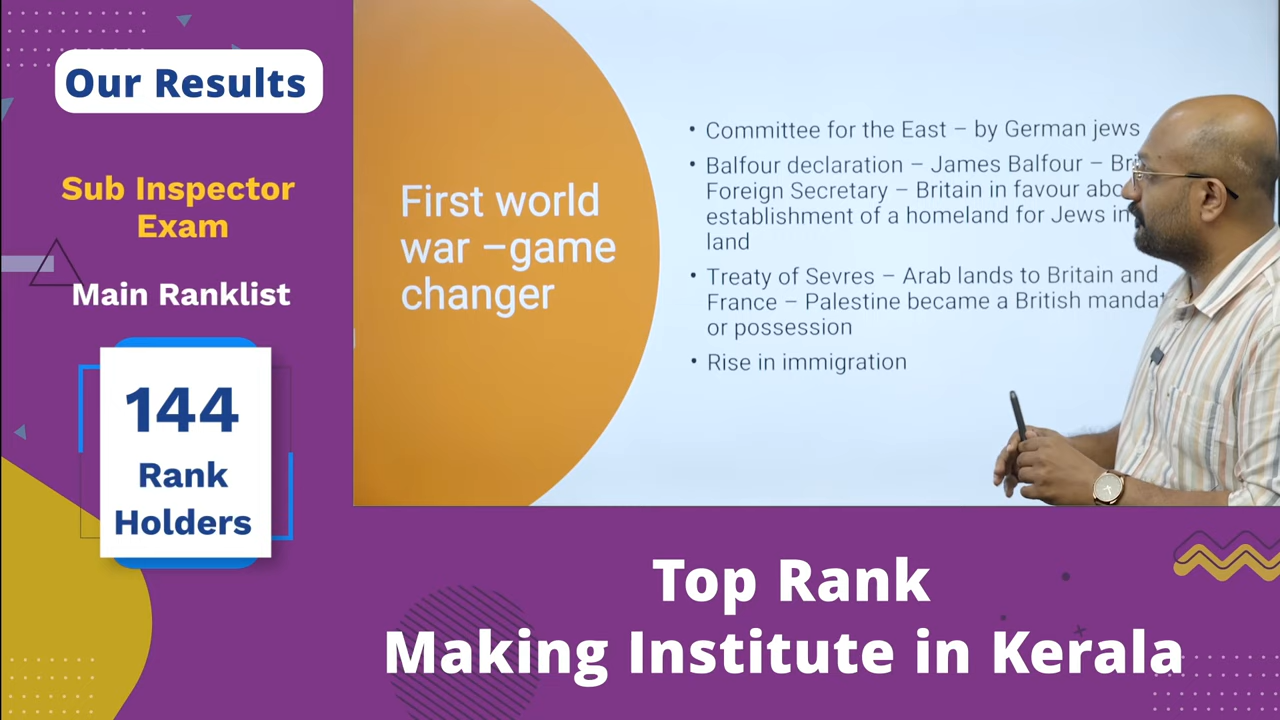 Our Results
Sub Inspector
Exam
Main Ranklist
144
Rank
Holders
First world
war –game
changer
• Committee for the East – by German jews
• Balfour declaration – James Balfour –
Foreign Secretary – Britain in favour
establishment of a homeland for Jews in
land
• Treaty of Sevres – Arab lands to Britain and
France – Palestine became a British
or possession
• Rise in immigration
Top Rank
Making Institute in Kerala